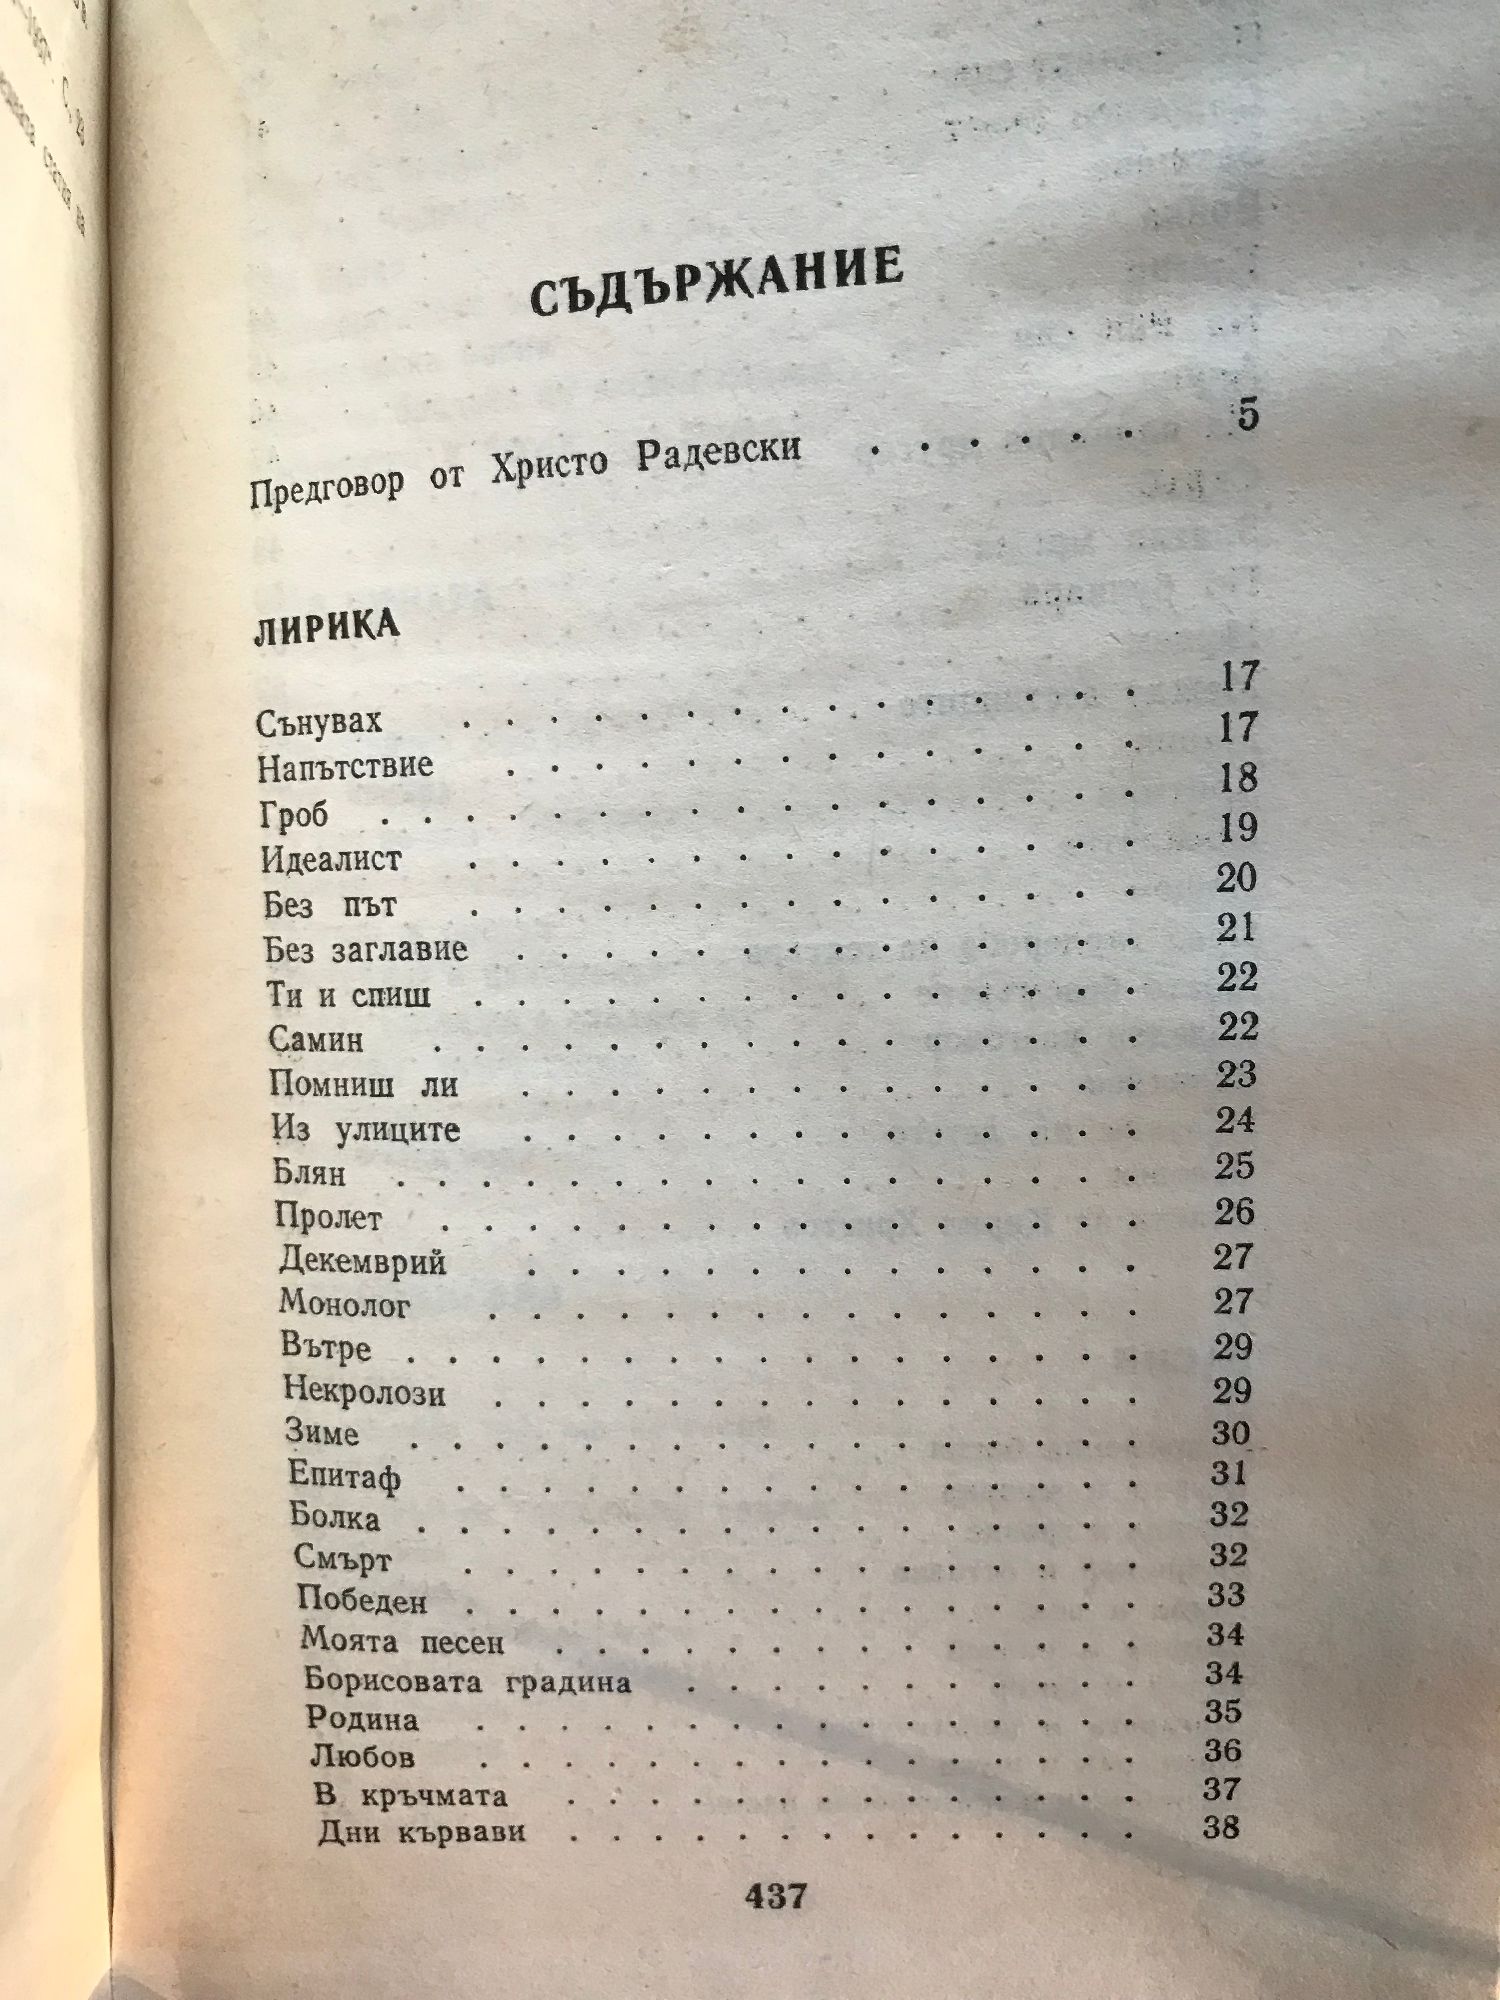 СЪДЪРЖАНИЕ
Предговор от Христо Радевски . . . . . . 5
ЛИРИКА
Сънувах . . . . . . . . . . . . . . . 17
Напътствие . . . . . . . . . . . . . . 17
Гроб . . . . . . . . . . . . . . . . . 18
Идеалист . . . . . . . . . . . . . . . 19
Без път . . . . . . . . . . . . . . . 20
Без заглавие . . . . . . . . . . . . . . 21
Ти и спиш . . . . . . . . . . . . . . . 22
Самин . . . . . . . . . . . . . . . . 22
Помниш ли . . . . . . . . . . . . . . 23
Из улиците . . . . . . . . . . . . . . 24
Блян . . . . . . . . . . . . . . . . . 25
Пролет . . . . . . . . . . . . . . . . 26
Декемврий . . . . . . . . . . . . . . 27
Монолог . . . . . . . . . . . . . . . 27
Вътре . . . . . . . . . . . . . . . . . 29
Некролози . . . . . . . . . . . . . . . 29
Зиме . . . . . . . . . . . . . . . . . 30
Епитаф . . . . . . . . . . . . . . . . 31
Болка . . . . . . . . . . . . . . . . . 32
Смърт . . . . . . . . . . . . . . . . 32
Победен . . . . . . . . . . . . . . . . 33
Моята песен . . . . . . . . . . . . . . 34
Борисовата градина . . . . . . . . . . . 34
Родина . . . . . . . . . . . . . . . . 35
Любов . . . . . . . . . . . . . . . . 36
В кръчмата . . . . . . . . . . . . . . 37
Дни кървави . . . . . . . . . . . . . . 38
437